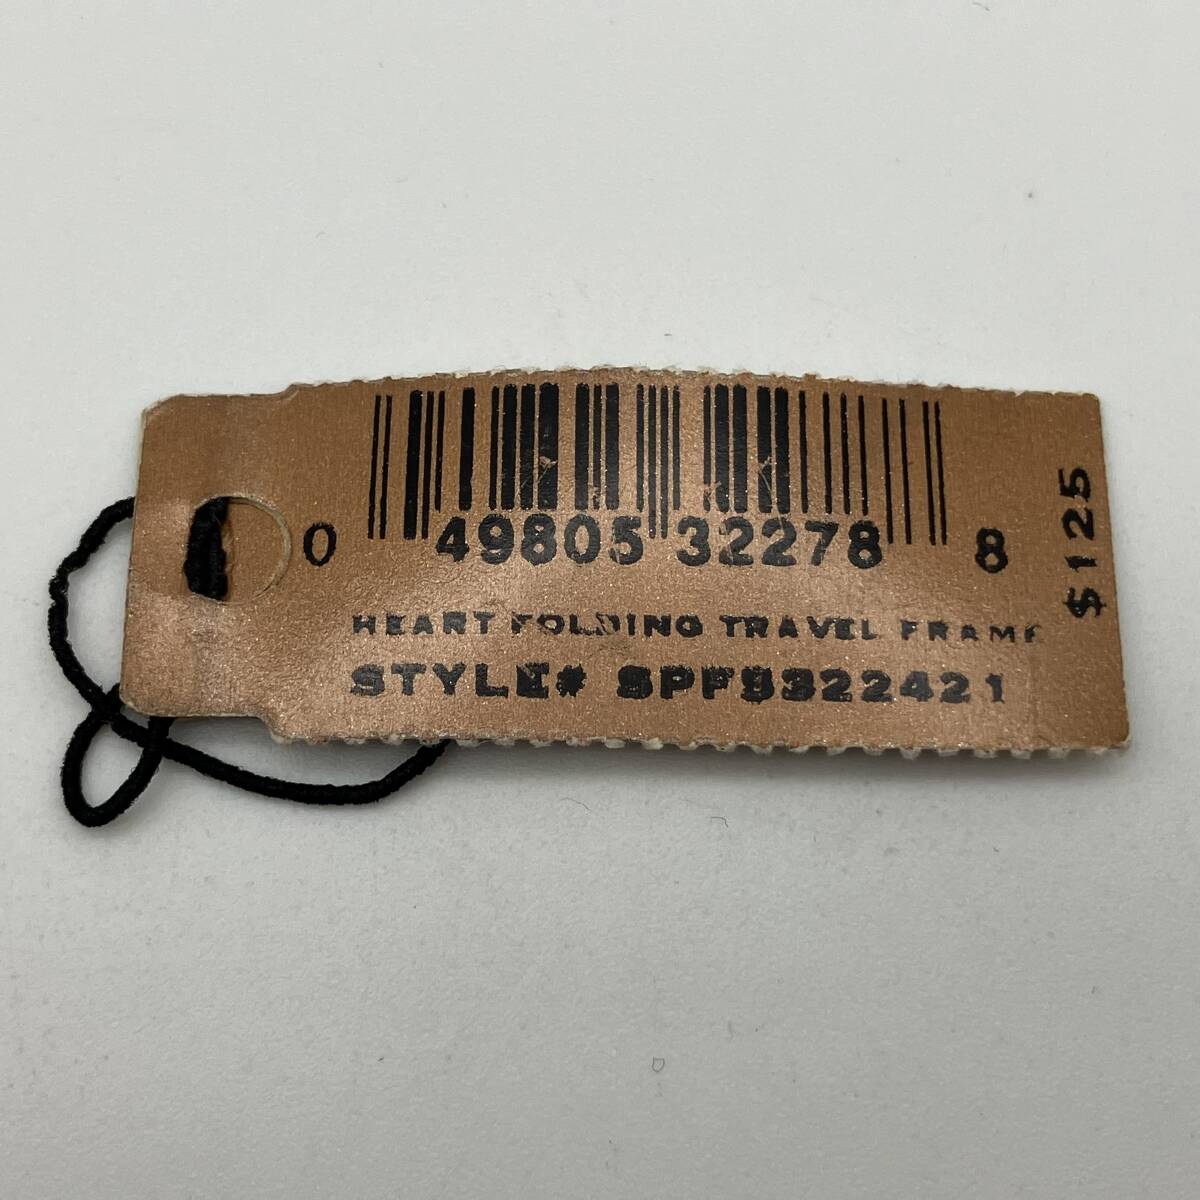 0 49805 32278 8
HEART FOLDING TRAVEL FRAME
STYLE# SPF9322421
$125